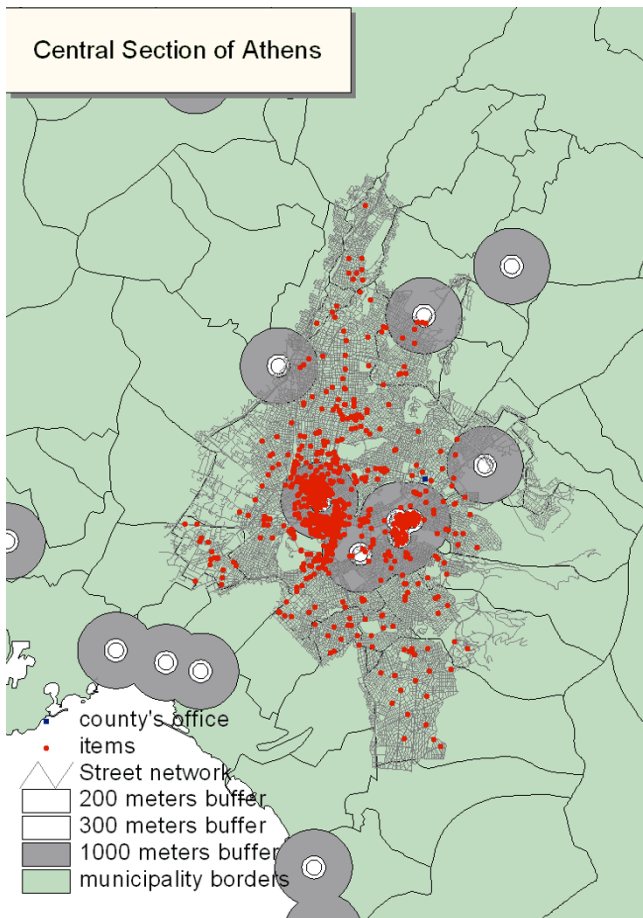 Central Section of Athens
county's office
items
Street network
200 meters buffer
300 meters buffer
1000 meters buffer
municipality borders